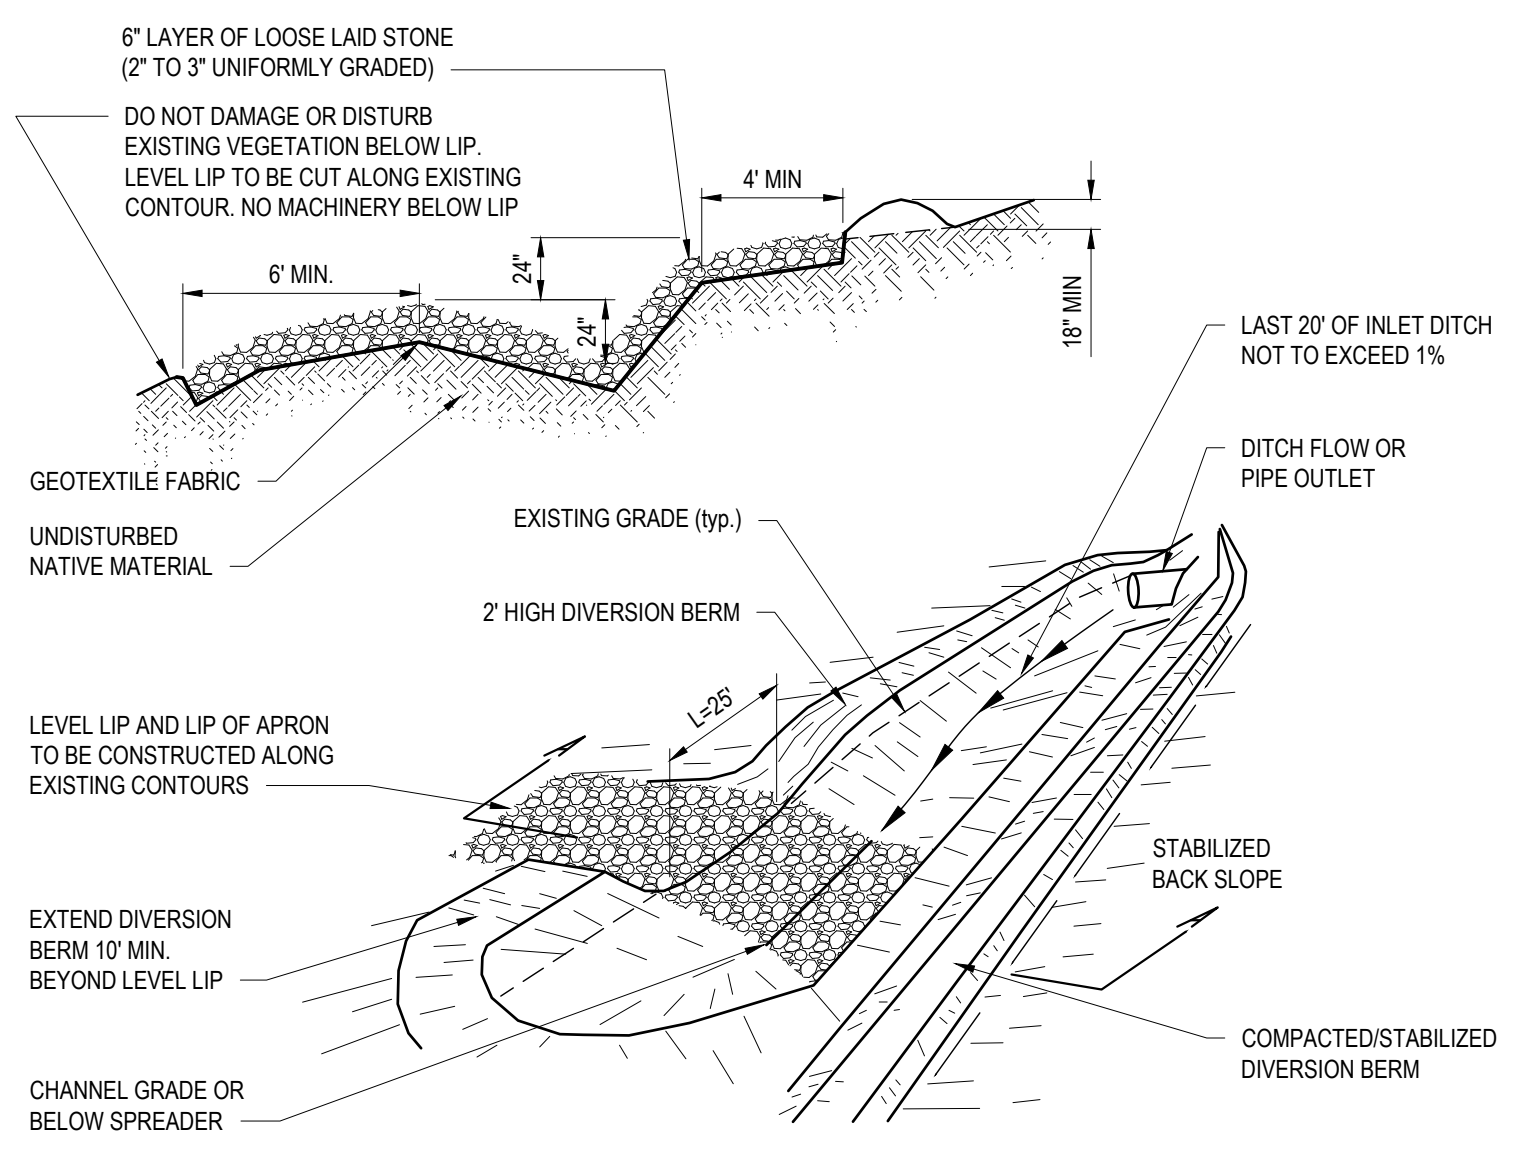 6" LAYER OF LOOSE LAID STONE
(2" TO 3" UNIFORMLY GRADED)
DO NOT DAMAGE OR DISTURB
EXISTING VEGETATION BELOW LIP.
LEVEL LIP TO BE CUT ALONG EXISTING
CONTOUR. NO MACHINERY BELOW LIP
4' MIN
6' MIN.
24"
24"
18" MIN
LAST 20' OF INLET DITCH
NOT TO EXCEED 1%
DITCH FLOW OR
PIPE OUTLET
GEOTEXTILE FABRIC
UNDISTURBED
NATIVE MATERIAL
EXISTING GRADE (typ.)
2' HIGH DIVERSION BERM
L=25'
LEVEL LIP AND LIP OF APRON
TO BE CONSTRUCTED ALONG
EXISTING CONTOURS
STABILIZED
BACK SLOPE
EXTEND DIVERSION
BERM 10' MIN.
BEYOND LEVEL LIP
COMPACTED/STABILIZED
DIVERSION BERM
CHANNEL GRADE OR
BELOW SPREADER